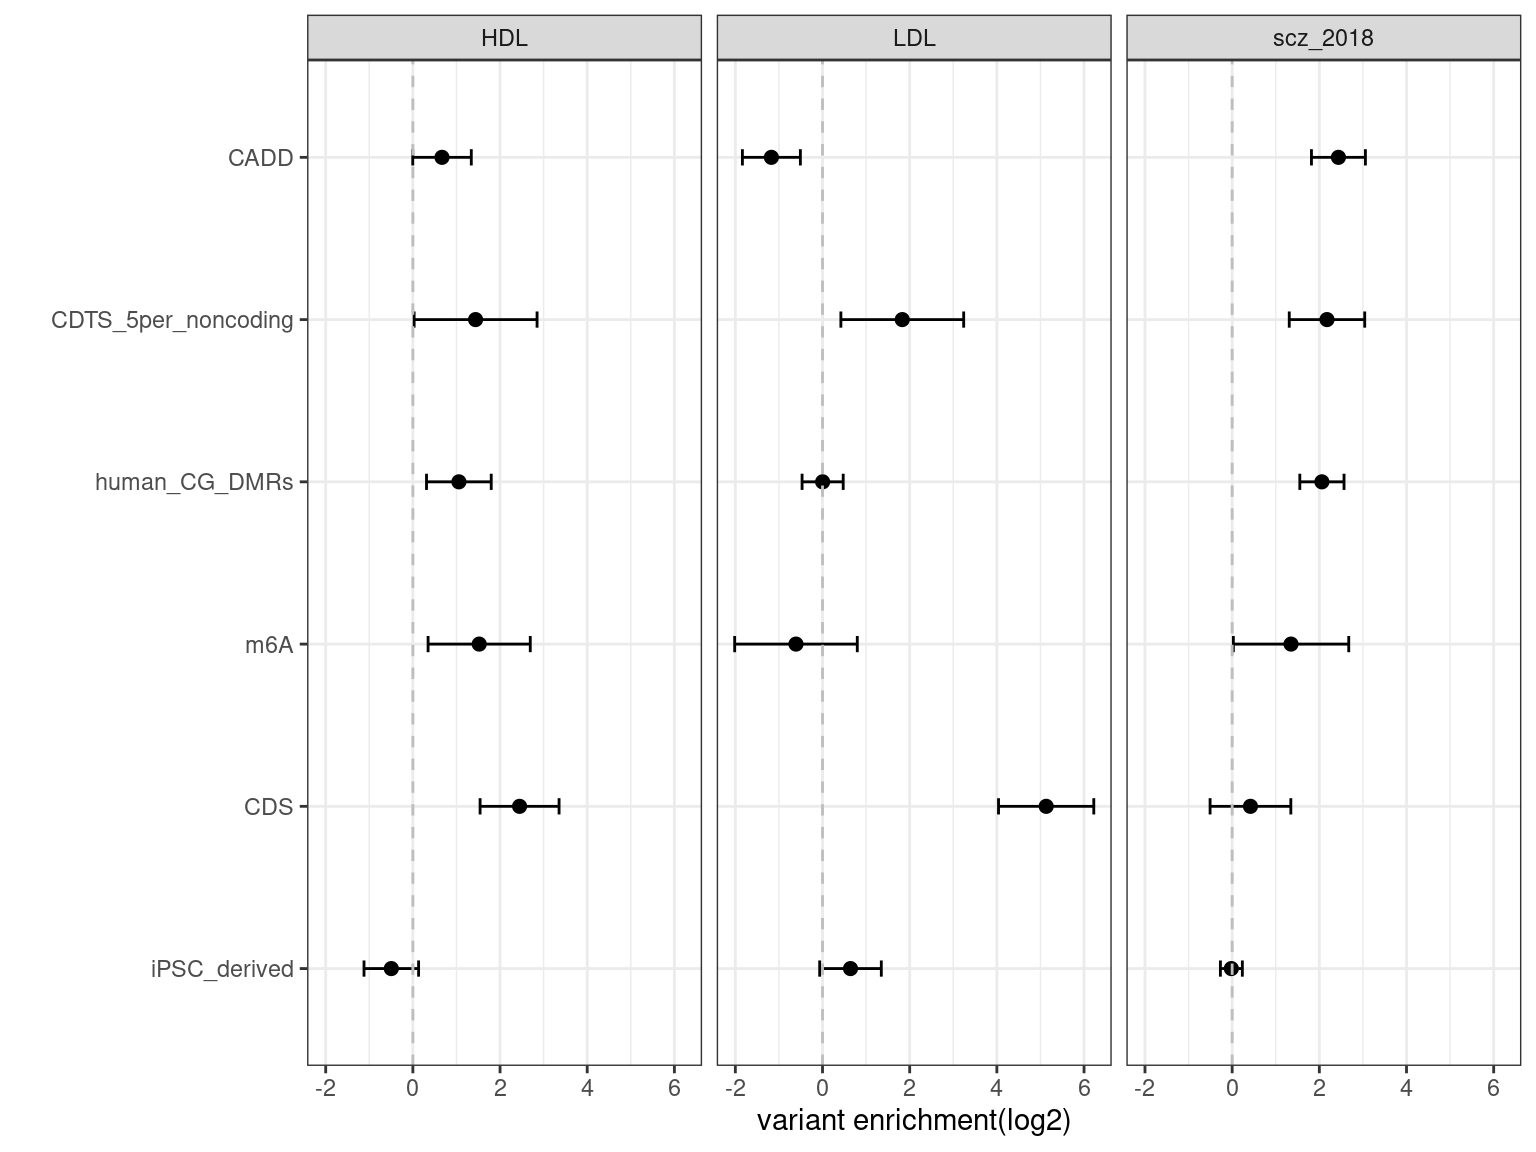 HDL LDL scz_2018
CADD
CDTS_5per_noncoding
human_CG_DMRs
m6A
CDS
iPSC_derived
-2 0 2 4 6 -2 0 2 4 6 -2 0 2 4 6
variant enrichment(log2)